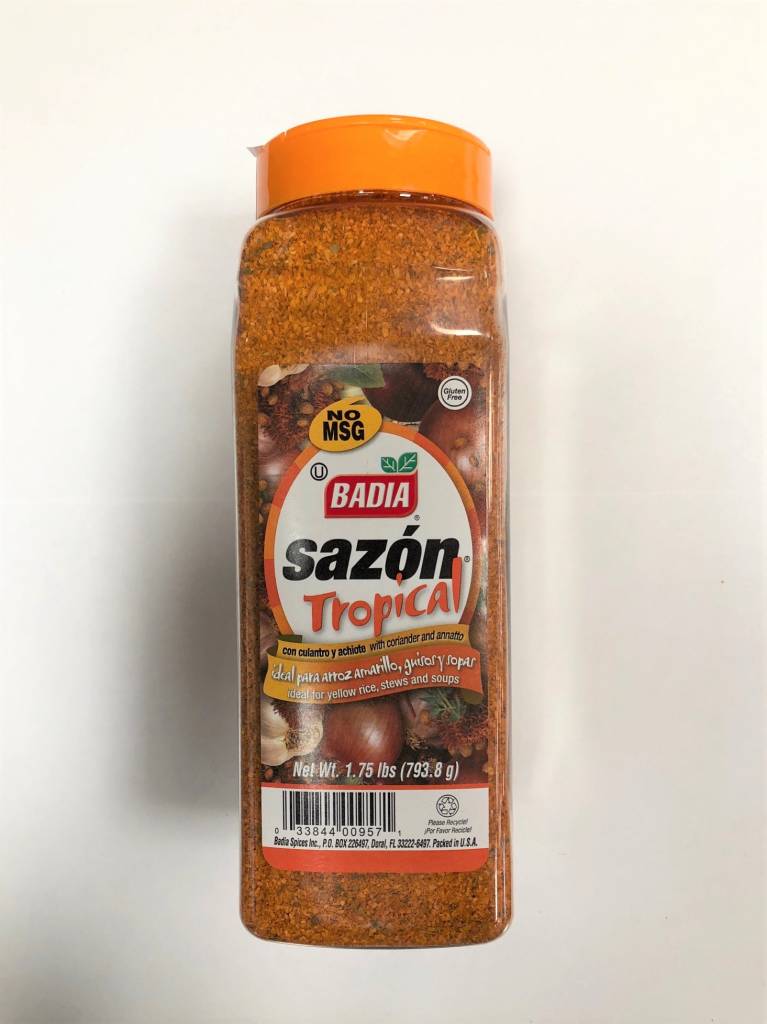 Gluten
Free
NO
MSG
U
BADIA®
sazón®
Tropical
con culantro y achiote with coriander and annatto
ideal para arroz amarillo, guisos y sopas
ideal for yellow rice, stews and soups
Net Wt. 1.75 lbs (793.8 g)
0 33844 00957 1
Please Recycle!
¡Por Favor Recicle!
Badia Spices Inc., P.O. BOX 226497, Doral, FL 33222-6497. Packed in U.S.A.